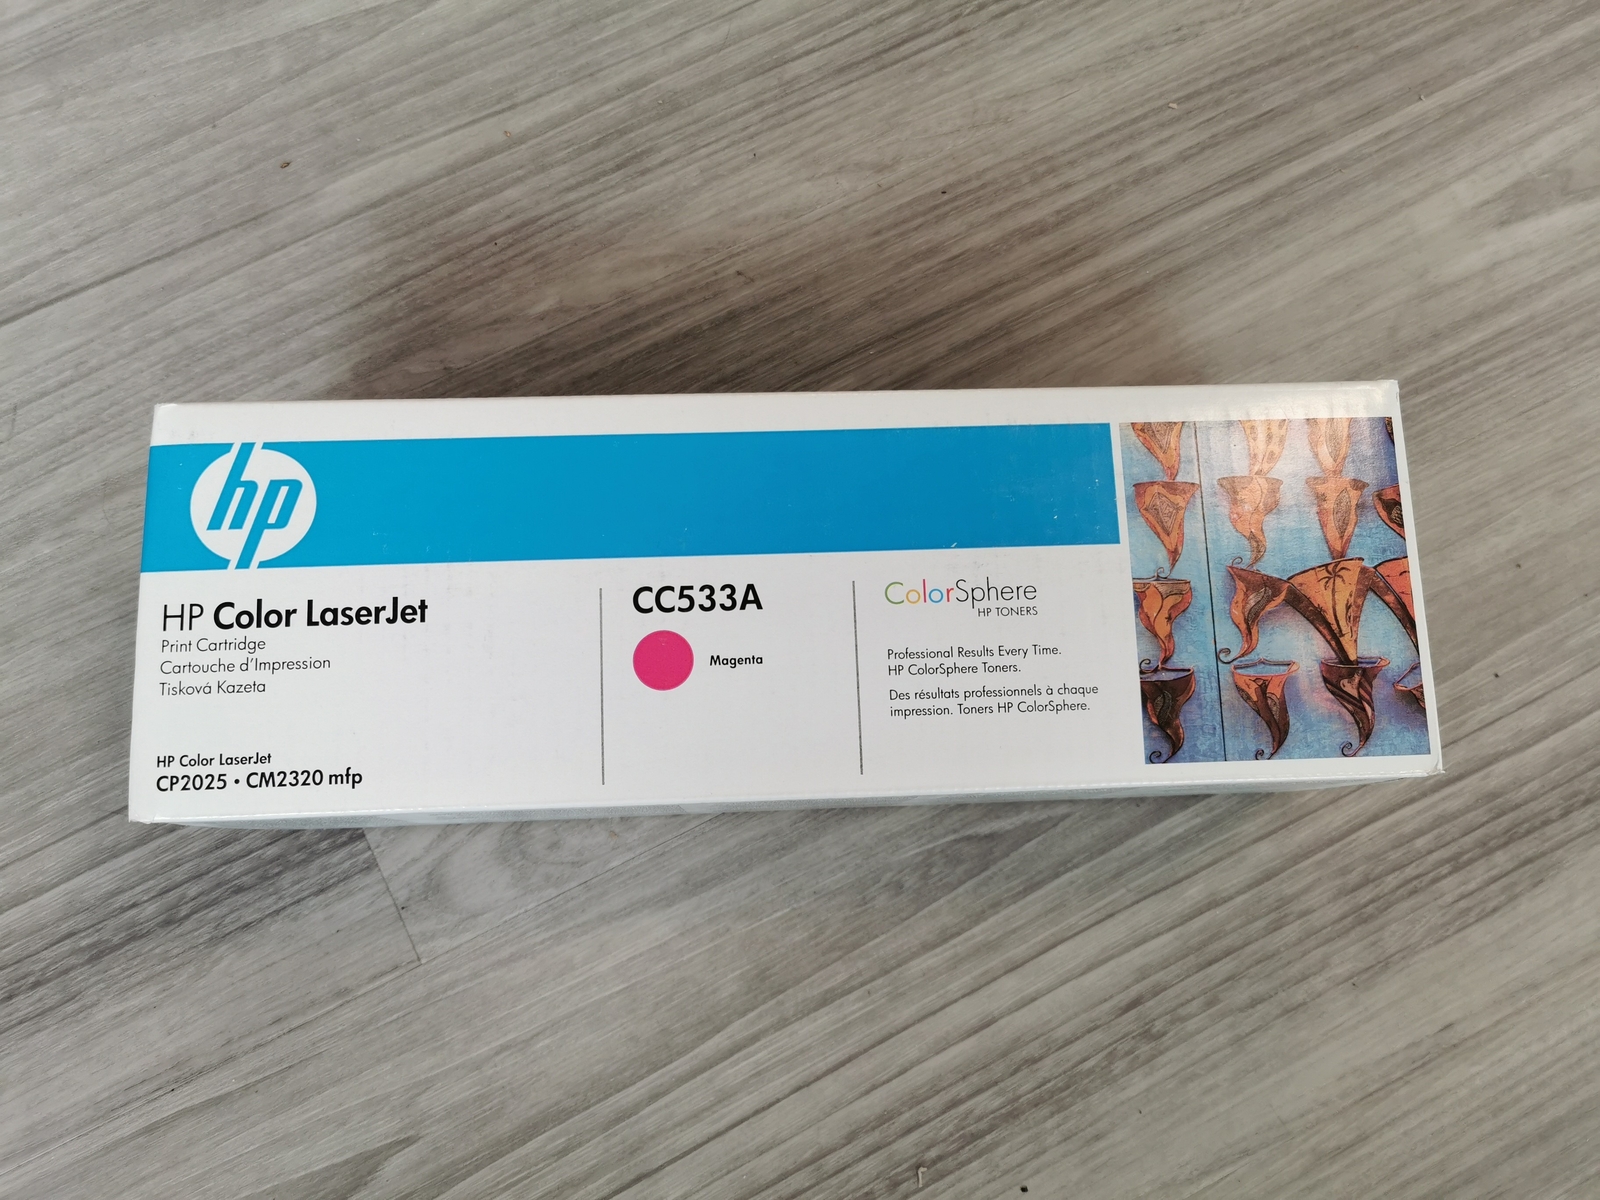 hp
HP Color LaserJet
Print Cartridge
Cartouche d'Impression
Tisková Kazeta
HP Color LaserJet
CP2025 • CM2320 mfp
CC533A
Magenta
ColorSphere
HP TONERS
Professional Results Every Time.
HP ColorSphere Toners.
Des résultats professionnels à chaque
impression. Toners HP ColorSphere.